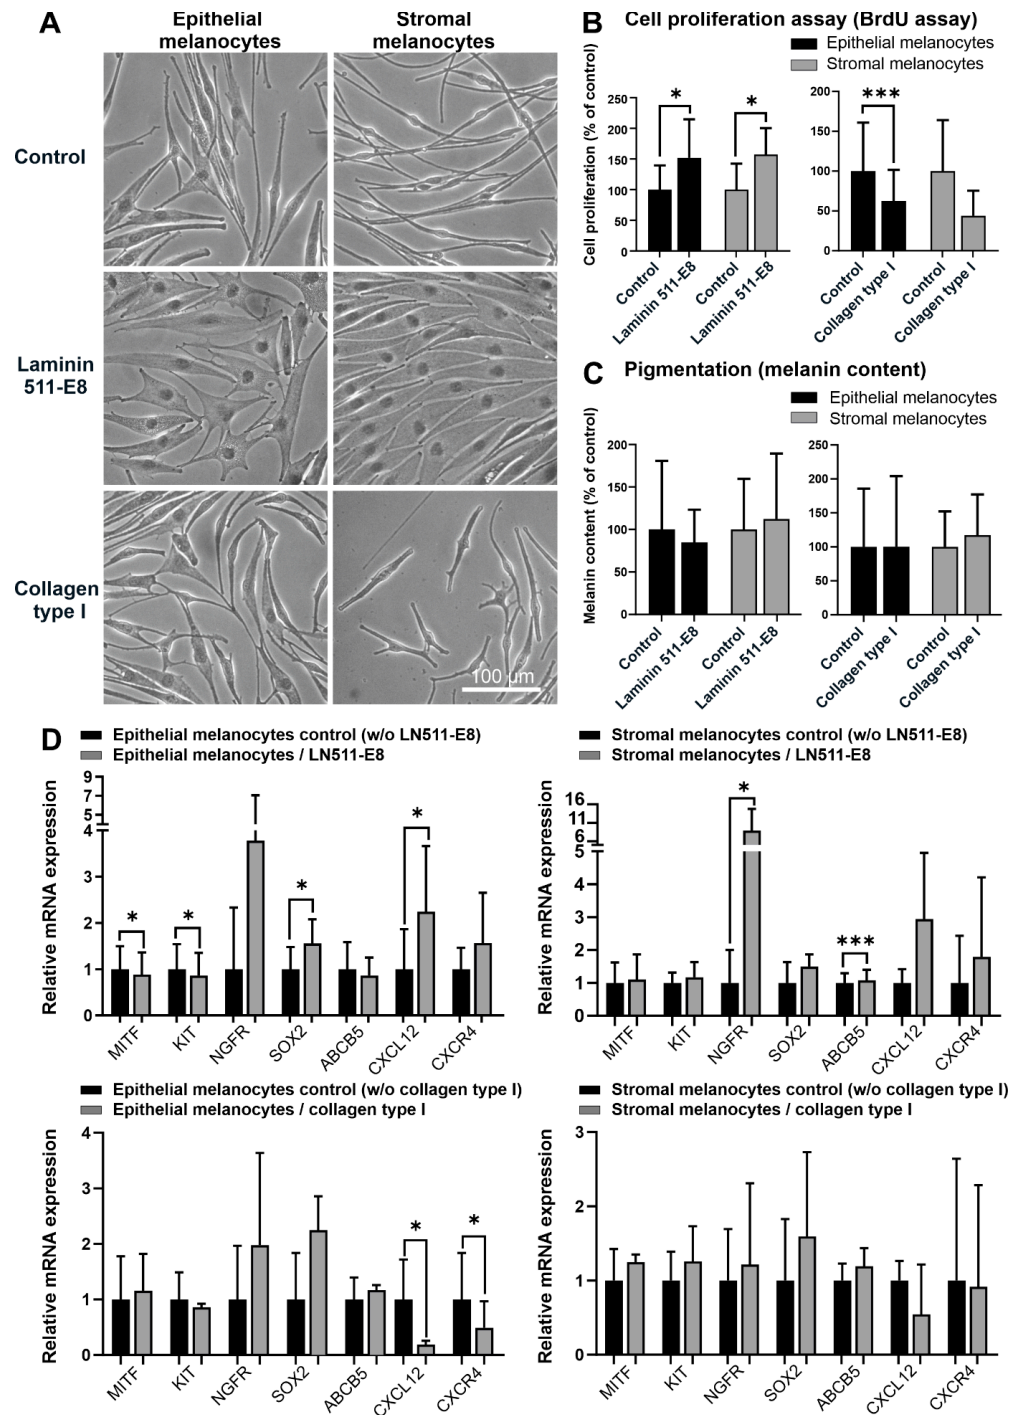 A
Epithelial
melanocytes
Stromal
melanocytes
Control
Laminin
511-E8
Collagen
type I
100 µm
B
Cell proliferation assay (BrdU assay)
Epithelial melanocytes
Stromal melanocytes
Cell proliferation (% of control)
250
200
150
100
50
0
*
*
Control
Laminin 511-E8
Control
Laminin 511-E8
200
150
100
50
0
***
Control
Collagen type I
Control
Collagen type I
C
Pigmentation (melanin content)
Epithelial melanocytes
Stromal melanocytes
Melanin content (% of control)
200
150
100
50
0
Control
Laminin 511-E8
Control
Laminin 511-E8
250
200
150
100
50
0
Control
Collagen type I
Control
Collagen type I
D
Epithelial melanocytes control (w/o LN511-E8)
Epithelial melanocytes / LN511-E8
Relative mRNA expression
9
7
5
4
3
2
1
0
*
*
*
*
MITF
KIT
NGFR
SOX2
ABCB5
CXCL12
CXCR4
Stromal melanocytes control (w/o LN511-E8)
Stromal melanocytes / LN511-E8
Relative mRNA expression
16
11
6
5
4
3
2
1
0
*
***
MITF
KIT
NGFR
SOX2
ABCB5
CXCL12
CXCR4
Epithelial melanocytes control (w/o collagen type I)
Epithelial melanocytes / collagen type I
Relative mRNA expression
4
3
2
1
0
*
*
MITF
KIT
NGFR
SOX2
ABCB5
CXCL12
CXCR4
Stromal melanocytes control (w/o collagen type I)
Stromal melanocytes / collagen type I
Relative mRNA expression
3
2
1
0
MITF
KIT
NGFR
SOX2
ABCB5
CXCL12
CXCR4